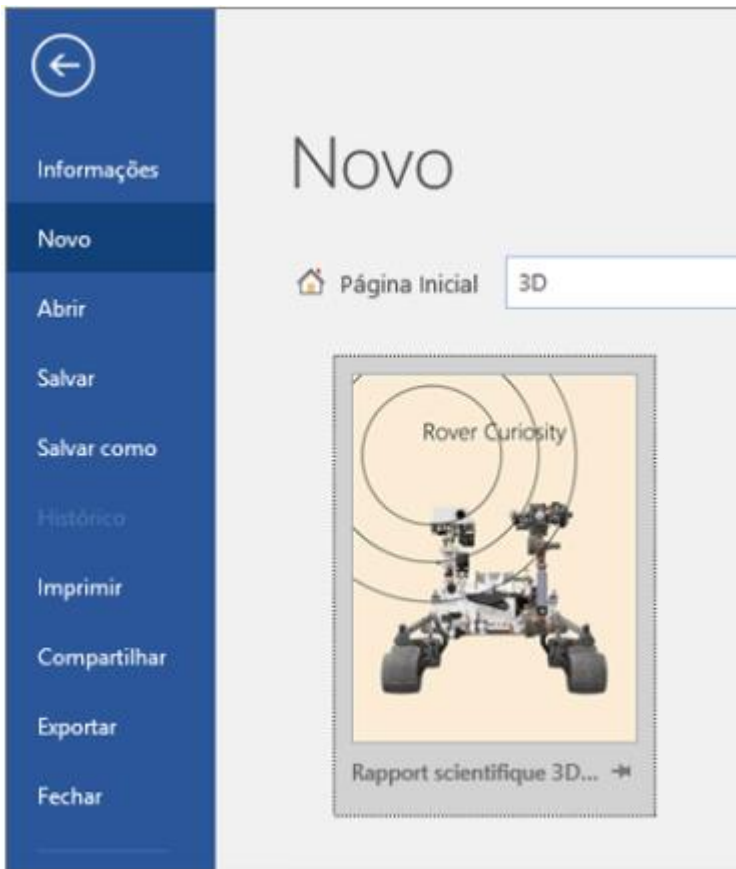 Informações
Novo
Abrir
Salvar
Salvar como
Histórico
Imprimir
Compartilhar
Exportar
Fechar
Novo
Página Inicial
3D
Rover Curiosity
Rapport scientifique 3D...